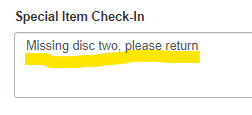 Special Item Check-In
Missing disc two, please return